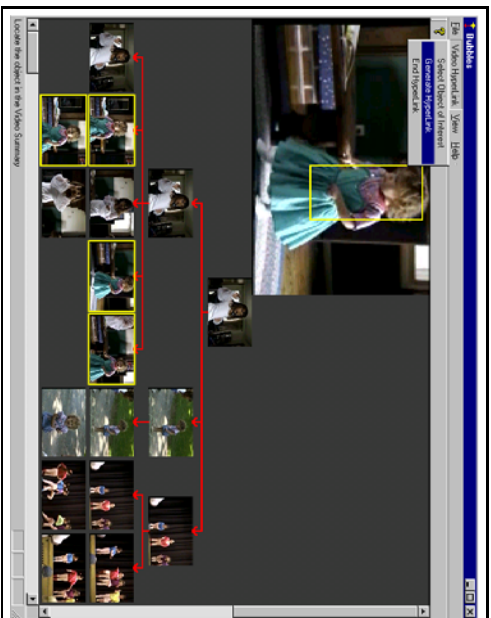 Bubbles
File Video HyperLink View Help
?
Select Object of Interest
Generate HyperLink
End HyperLink
Locate the object in the Video Summary